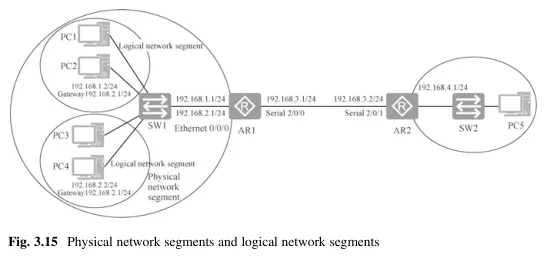 PC1
Logical network segment
PC2
192.168.1.2/24
Gateway192.168.2.1/24
SW1
192.168.1.1/24
192.168.2.1/24
Ethernet 0/0/0
AR1
192.168.3.1/24
Serial 2/0/0
192.168.3.2/24
Serial 2/0/1
AR2
192.168.4.1/24
SW2
PC5
PC3
PC4
Logical network segment
192.168.2.2/24
Gateway192.168.2.1/24
Physical
network
segment
Fig. 3.15 Physical network segments and logical network segments